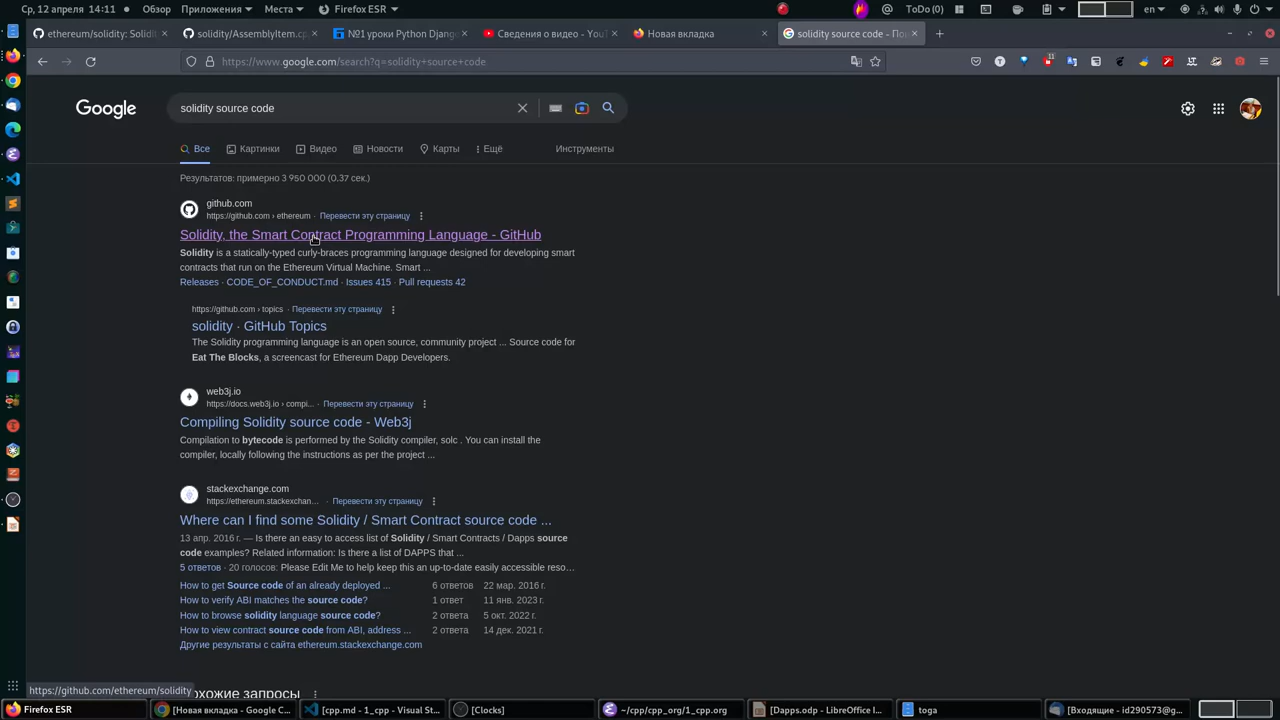 Ср, 12 апреля 14:11
Обзор
Приложения
Места
Firefox ESR
ToDo (0)
en
ethereum/solidity: Solidi
solidity/AssemblyItem.cp
№1 уроки Python Djang
Сведения о видео - YouT
Новая вкладка
solidity source code - По
https://www.google.com/search?q=solidity+source+code
11
Google
solidity source code
Все
Картинки
Видео
Новости
Карты
Ещё
Инструменты
Результатов: примерно 3 950 000 (0,37 сек.)
github.com
https://github.com › ethereum · Перевести эту страницу
Solidity, the Smart Contract Programming Language - GitHub
Solidity is a statically-typed curly-braces programming language designed for developing smart
contracts that run on the Ethereum Virtual Machine. Smart ...
Releases · CODE_OF_CONDUCT.md · Issues 415 · Pull requests 42
https://github.com › topics · Перевести эту страницу
solidity · GitHub Topics
The Solidity programming language is an open source, community project ... Source code for
Eat The Blocks, a screencast for Ethereum Dapp Developers.
web3j.io
https://docs.web3j.io › compi... · Перевести эту страницу
Compiling Solidity source code - Web3j
Compilation to bytecode is performed by the Solidity compiler, solc . You can install the
compiler, locally following the instructions as per the project ...
stackexchange.com
https://ethereum.stackexchan... · Перевести эту страницу
Where can I find some Solidity / Smart Contract source code ...
13 апр. 2016 г. — Is there an easy to access list of Solidity / Smart Contracts / Dapps source
code examples? Related information: Is there a list of DAPPS that ...
5 ответов · 20 голосов: Please Edit Me to help keep this an up-to-date easily accessible reso…
How to get Source code of an already deployed ... 6 ответов 22 мар. 2016 г.
How to verify ABI matches the source code? 1 ответ 11 янв. 2023 г.
How to browse solidity language source code? 2 ответа 5 окт. 2022 г.
How to view contract source code from ABI, address ... 2 ответа 14 дек. 2021 г.
Другие результаты с сайта ethereum.stackexchange.com
охожие запросы
https://github.com/ethereum/solidity
Firefox ESR
[Новая вкладка - Google C...
[cpp.md - 1_cpp - Visual St...
[Clocks]
~/cpp/cpp_org/1_cpp.org
[Dapps.odp - LibreOffice I...
toga
[Входящие - id290573@g...